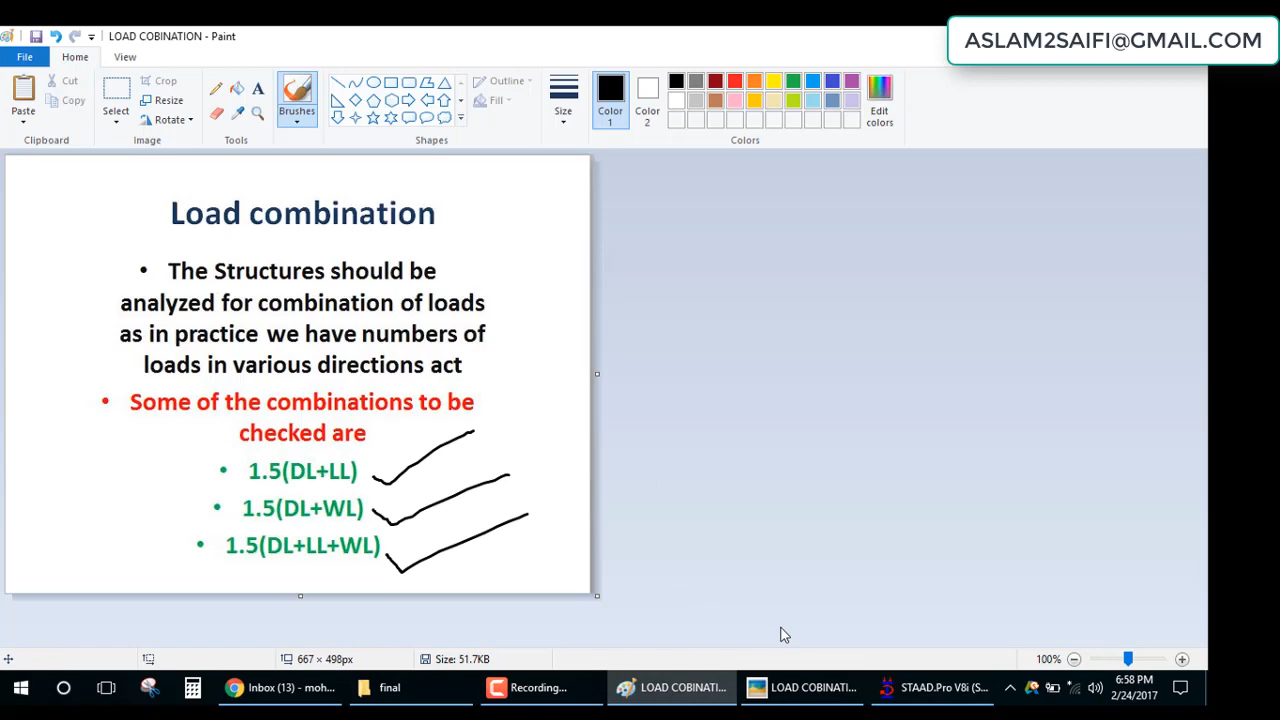 LOAD COBINATION - Paint
ASLAM2SAIFI@GMAIL.COM
File Home View
Paste
Cut
Copy
Clipboard
Select
Crop
Resize
Rotate
Image
Tools
Brushes
Shapes
Outline
Fill
Size
Color
1
Color
2
Edit
colors
Colors
Load combination
• The Structures should be
analyzed for combination of loads
as in practice we have numbers of
loads in various directions act
• Some of the combinations to be
checked are
• 1.5(DL+LL)
• 1.5(DL+WL)
• 1.5(DL+LL+WL)
667 × 498px
Size: 51.7KB
100%
Inbox (13) - moh...
final
Recording...
LOAD COBINATI...
LOAD COBINATI...
STAAD.Pro V8i (S...
6:58 PM
2/24/2017